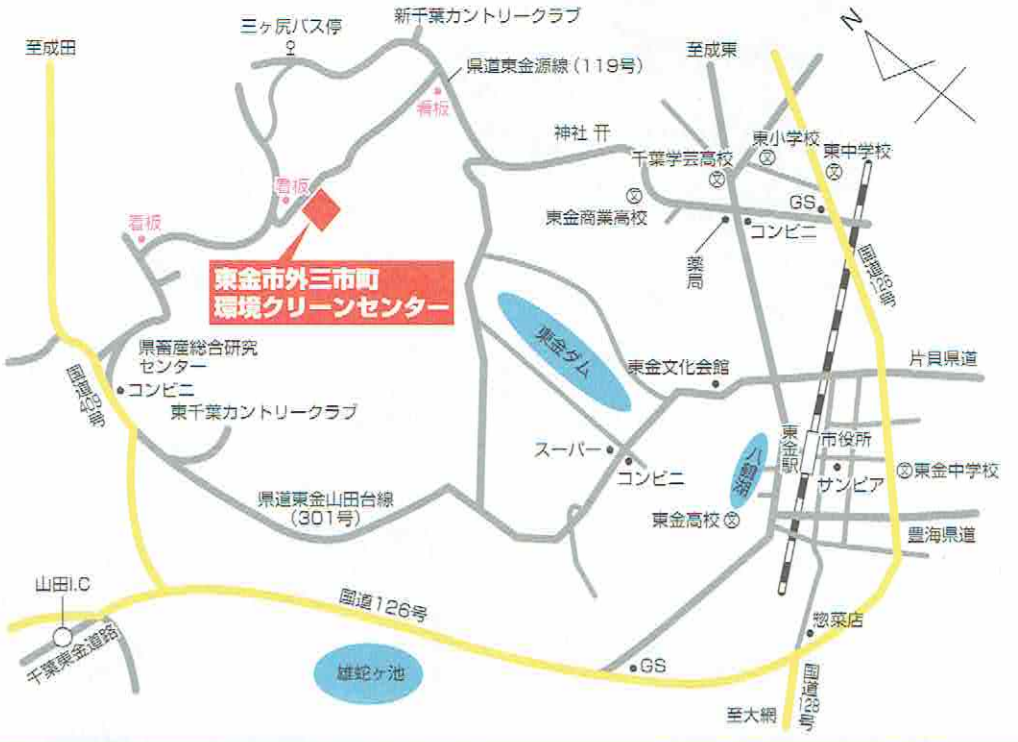 新千葉カントリークラブ
三ヶ尻バス停
N
至成田
至成東
県道東金源線(119号)
看板
神社
東小学校
千葉学芸高校
東中学校
看板
東金商業高校
GS
コンビニ
看板
薬局
国道126号
東金市外三市町
環境クリーンセンター
東金ダム
県畜産総合研究
センター
東金文化会館
片貝県道
国道409号
コンビニ
東千葉カントリークラブ
東金駅
市役所
スーパー
八鶴湖
コンビニ
サンピア
東金中学校
県道東金山田台線
(301号)
東金高校
豊海県道
山田I.C
国道126号
惣菜店
千葉東金道路
雄蛇ヶ池
GS
国道128号
至大網